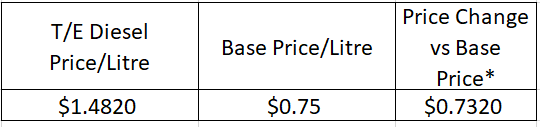 T/E Diesel
Price/Litre
Base Price/Litre
Price Change
vs Base
Price*
$1.4820
$0.75
$0.7320